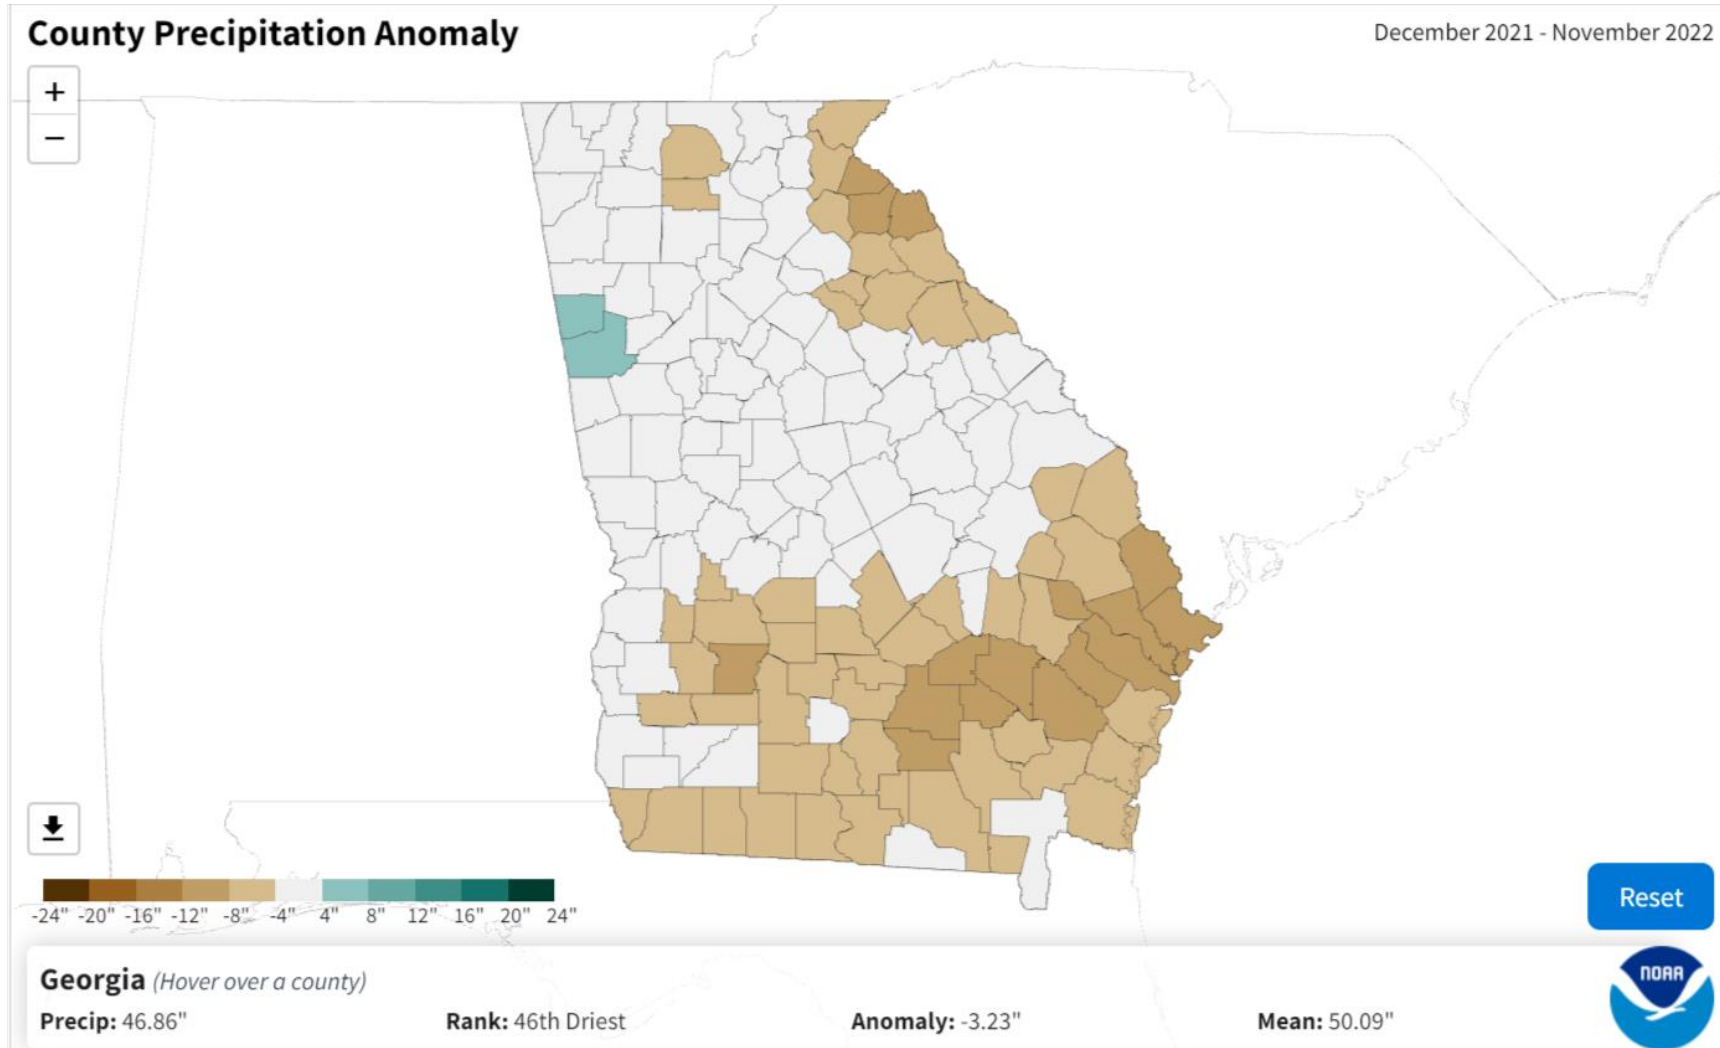 County Precipitation Anomaly
December 2021 - November 2022
+
−
-24" -20" -16" -12" -8" -4" 4" 8" 12" 16" 20" 24"
Reset
Georgia (Hover over a county)
Precip: 46.86" Rank: 46th Driest Anomaly: -3.23" Mean: 50.09"
NOAA